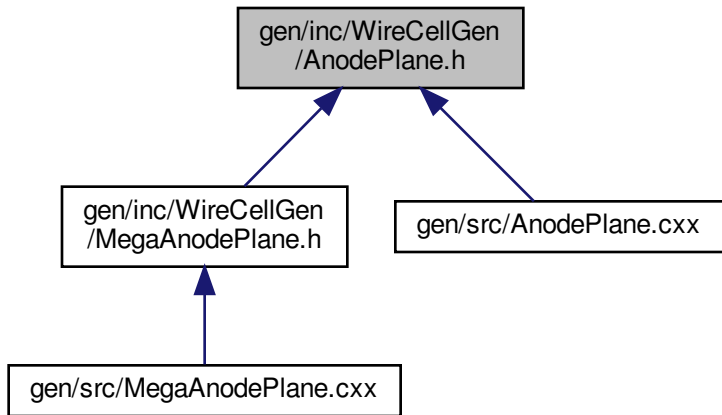 gen/inc/WireCellGen
/AnodePlane.h
gen/inc/WireCellGen
/MegaAnodePlane.h
gen/src/AnodePlane.cxx
gen/src/MegaAnodePlane.cxx